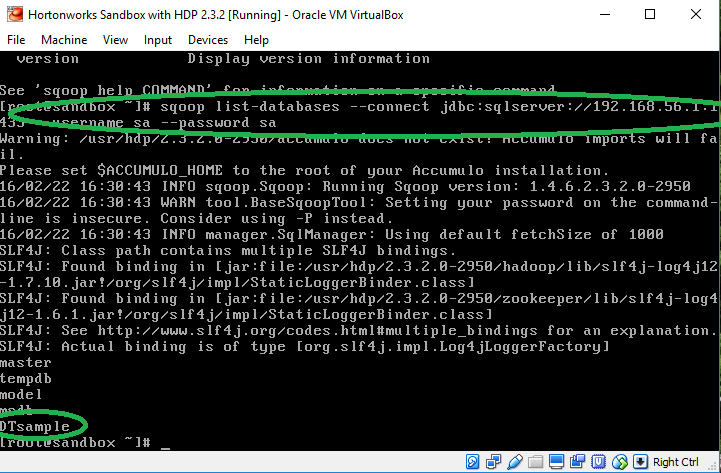 Hortonworks Sandbox with HDP 2.3.2 [Running] - Oracle VM VirtualBox
File Machine View Input Devices Help
version Display version information
See 'sqoop help COMMAND' for information on a specific command
[root@sandbox ~]# sqoop list-databases --connect jdbc:sqlserver://192.168.56.1:1
433 --username sa --password sa
Warning: /usr/hdp/2.3.2.0-2950/accumulo does not exist! Accumulo imports will fa
il.
Please set $ACCUMULO_HOME to the root of your Accumulo installation.
16/02/22 16:30:43 INFO sqoop.Sqoop: Running Sqoop version: 1.4.6.2.3.2.0-2950
16/02/22 16:30:43 WARN tool.BaseSqoopTool: Setting your password on the command-
line is insecure. Consider using -P instead.
16/02/22 16:30:43 INFO manager.SqlManager: Using default fetchSize of 1000
SLF4J: Class path contains multiple SLF4J bindings.
SLF4J: Found binding in [jar:file:/usr/hdp/2.3.2.0-2950/hadoop/lib/slf4j-log4j12
-1.7.10.jar!/org/slf4j/impl/StaticLoggerBinder.class]
SLF4J: Found binding in [jar:file:/usr/hdp/2.3.2.0-2950/zookeeper/lib/slf4j-log4
j12-1.6.1.jar!/org/slf4j/impl/StaticLoggerBinder.class]
SLF4J: See http://www.slf4j.org/codes.html#multiple_bindings for an explanation.
SLF4J: Actual binding is of type [org.slf4j.impl.Log4jLoggerFactory]
master
tempdb
model
msdb
DTsample
[root@sandbox ~]# _
Right Ctrl